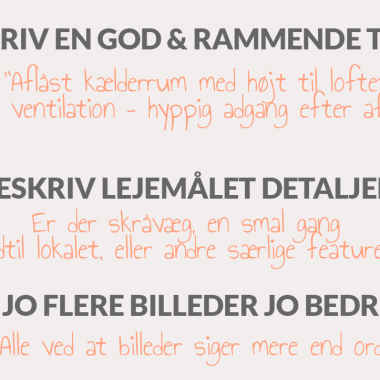 RIV EN GOD & RAMMENDE T
"Aflåst kælderrum med højt til lofte
ventilation - hyppig adgang efter af
ESKRIV LEJEMÅLET DETALJE
Er der skråvæg, en smal gang
dtil lokalet, eller andre særlige feature
JO FLERE BILLEDER JO BEDR
Alle ved at billeder siger mere end ord